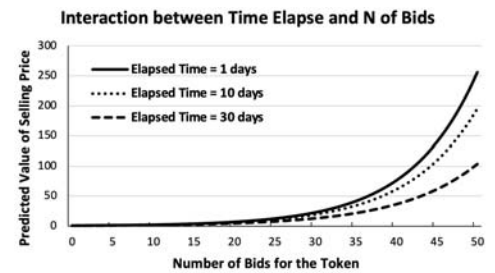 Interaction between Time Elapse and N of Bids
Predicted Value of Selling Price
300
250
200
150
100
50
0
Elapsed Time = 1 days
Elapsed Time = 10 days
Elapsed Time = 30 days
0 5 10 15 20 25 30 35 40 45 50
Number of Bids for the Token